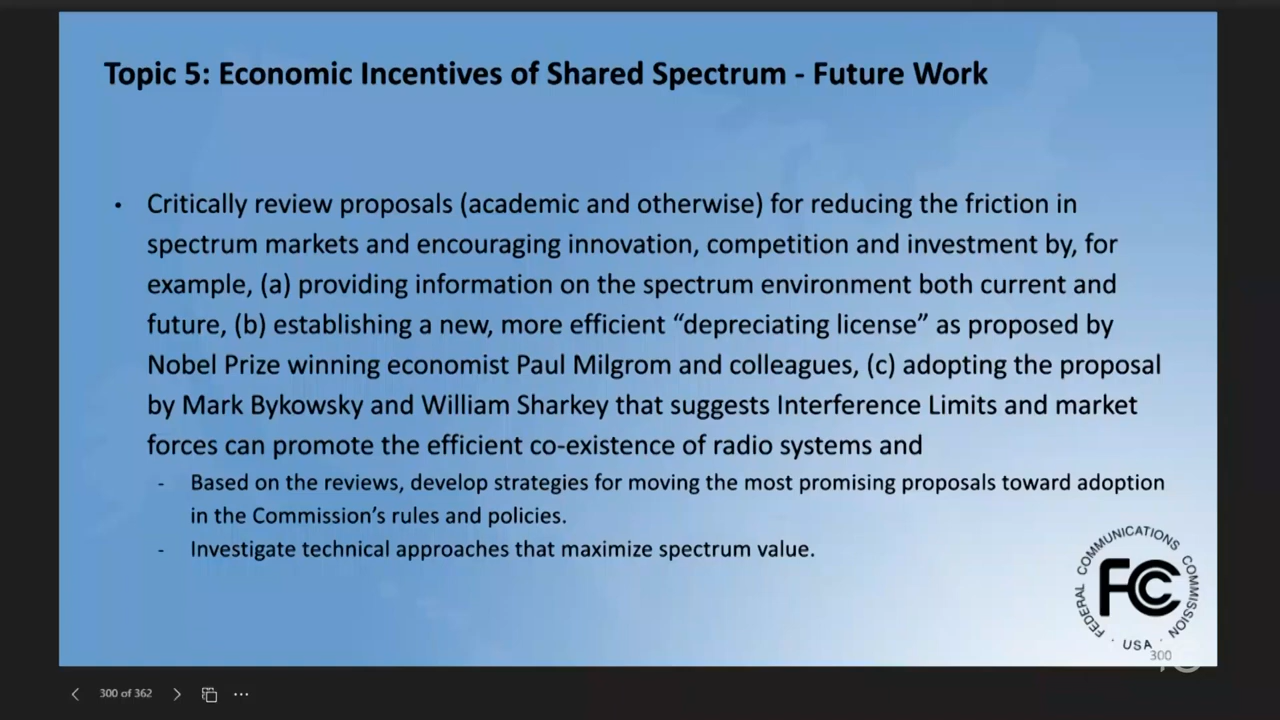 Topic 5: Economic Incentives of Shared Spectrum - Future Work
• Critically review proposals (academic and otherwise) for reducing the friction in
spectrum markets and encouraging innovation, competition and investment by, for
example, (a) providing information on the spectrum environment both current and
future, (b) establishing a new, more efficient “depreciating license” as proposed by
Nobel Prize winning economist Paul Milgrom and colleagues, (c) adopting the proposal
by Mark Bykowsky and William Sharkey that suggests Interference Limits and market
forces can promote the efficient co-existence of radio systems and
- Based on the reviews, develop strategies for moving the most promising proposals toward adoption
in the Commission’s rules and policies.
- Investigate technical approaches that maximize spectrum value.
FEDERAL COMMUNICATIONS COMMISSION
FCC
· USA ·
300
300 of 362